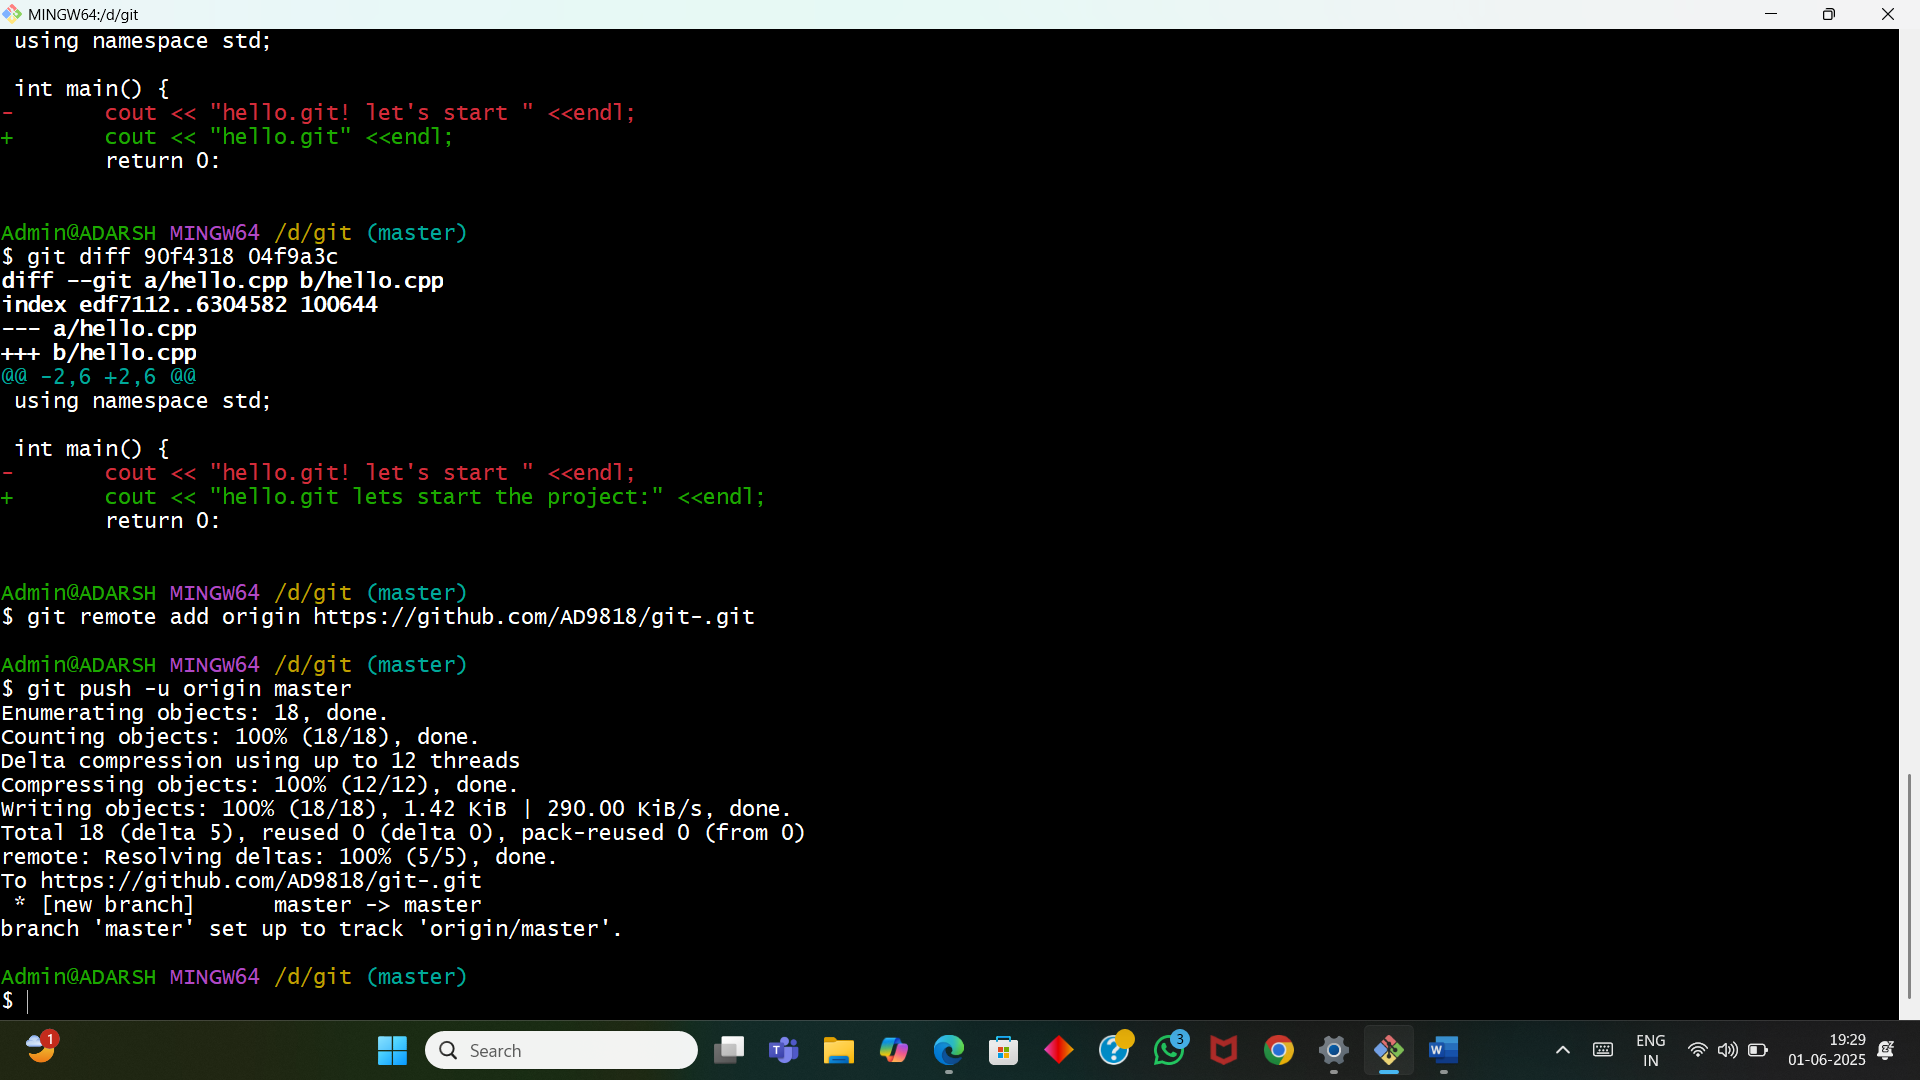 MINGW64:/d/git
 using namespace std;
 int main() {
-       cout << "hello.git! let's start " <<endl;
+       cout << "hello.git" <<endl;
        return 0:
Admin@ADARSH MINGW64 /d/git (master)
$ git diff 90f4318 04f9a3c
diff --git a/hello.cpp b/hello.cpp
index edf7112..6304582 100644
--- a/hello.cpp
+++ b/hello.cpp
@@ -2,6 +2,6 @@
 using namespace std;
 int main() {
-       cout << "hello.git! let's start " <<endl;
+       cout << "hello.git lets start the project:" <<endl;
        return 0:
Admin@ADARSH MINGW64 /d/git (master)
$ git remote add origin https://github.com/AD9818/git-.git
Admin@ADARSH MINGW64 /d/git (master)
$ git push -u origin master
Enumerating objects: 18, done.
Counting objects: 100% (18/18), done.
Delta compression using up to 12 threads
Compressing objects: 100% (12/12), done.
Writing objects: 100% (18/18), 1.42 KiB | 290.00 KiB/s, done.
Total 18 (delta 5), reused 0 (delta 0), pack-reused 0 (from 0)
remote: Resolving deltas: 100% (5/5), done.
To https://github.com/AD9818/git-.git
 * [new branch]      master -> master
branch 'master' set up to track 'origin/master'.
Admin@ADARSH MINGW64 /d/git (master)
$
1
Search
3
ENG
IN
19:29
01-06-2025